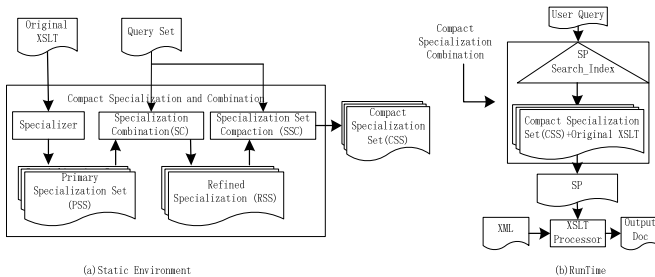 Original
XSLT
Query Set
Compact Specialization and Combination
Specializer
Specialization
Combination(SC)
Specialization Set
Compaction (SSC)
Primary
Specialization Set
(PSS)
Refined
Specialization (RSS)
Compact
Specialization
Set(CSS)
(a)Static Environment
Compact
Specialization
Combination
User Query
SP
Search_Index
Compact Specialization
Set(CSS)+Original XSLT
SP
XML
XSLT
Processor
Output
Doc
(b)RunTime